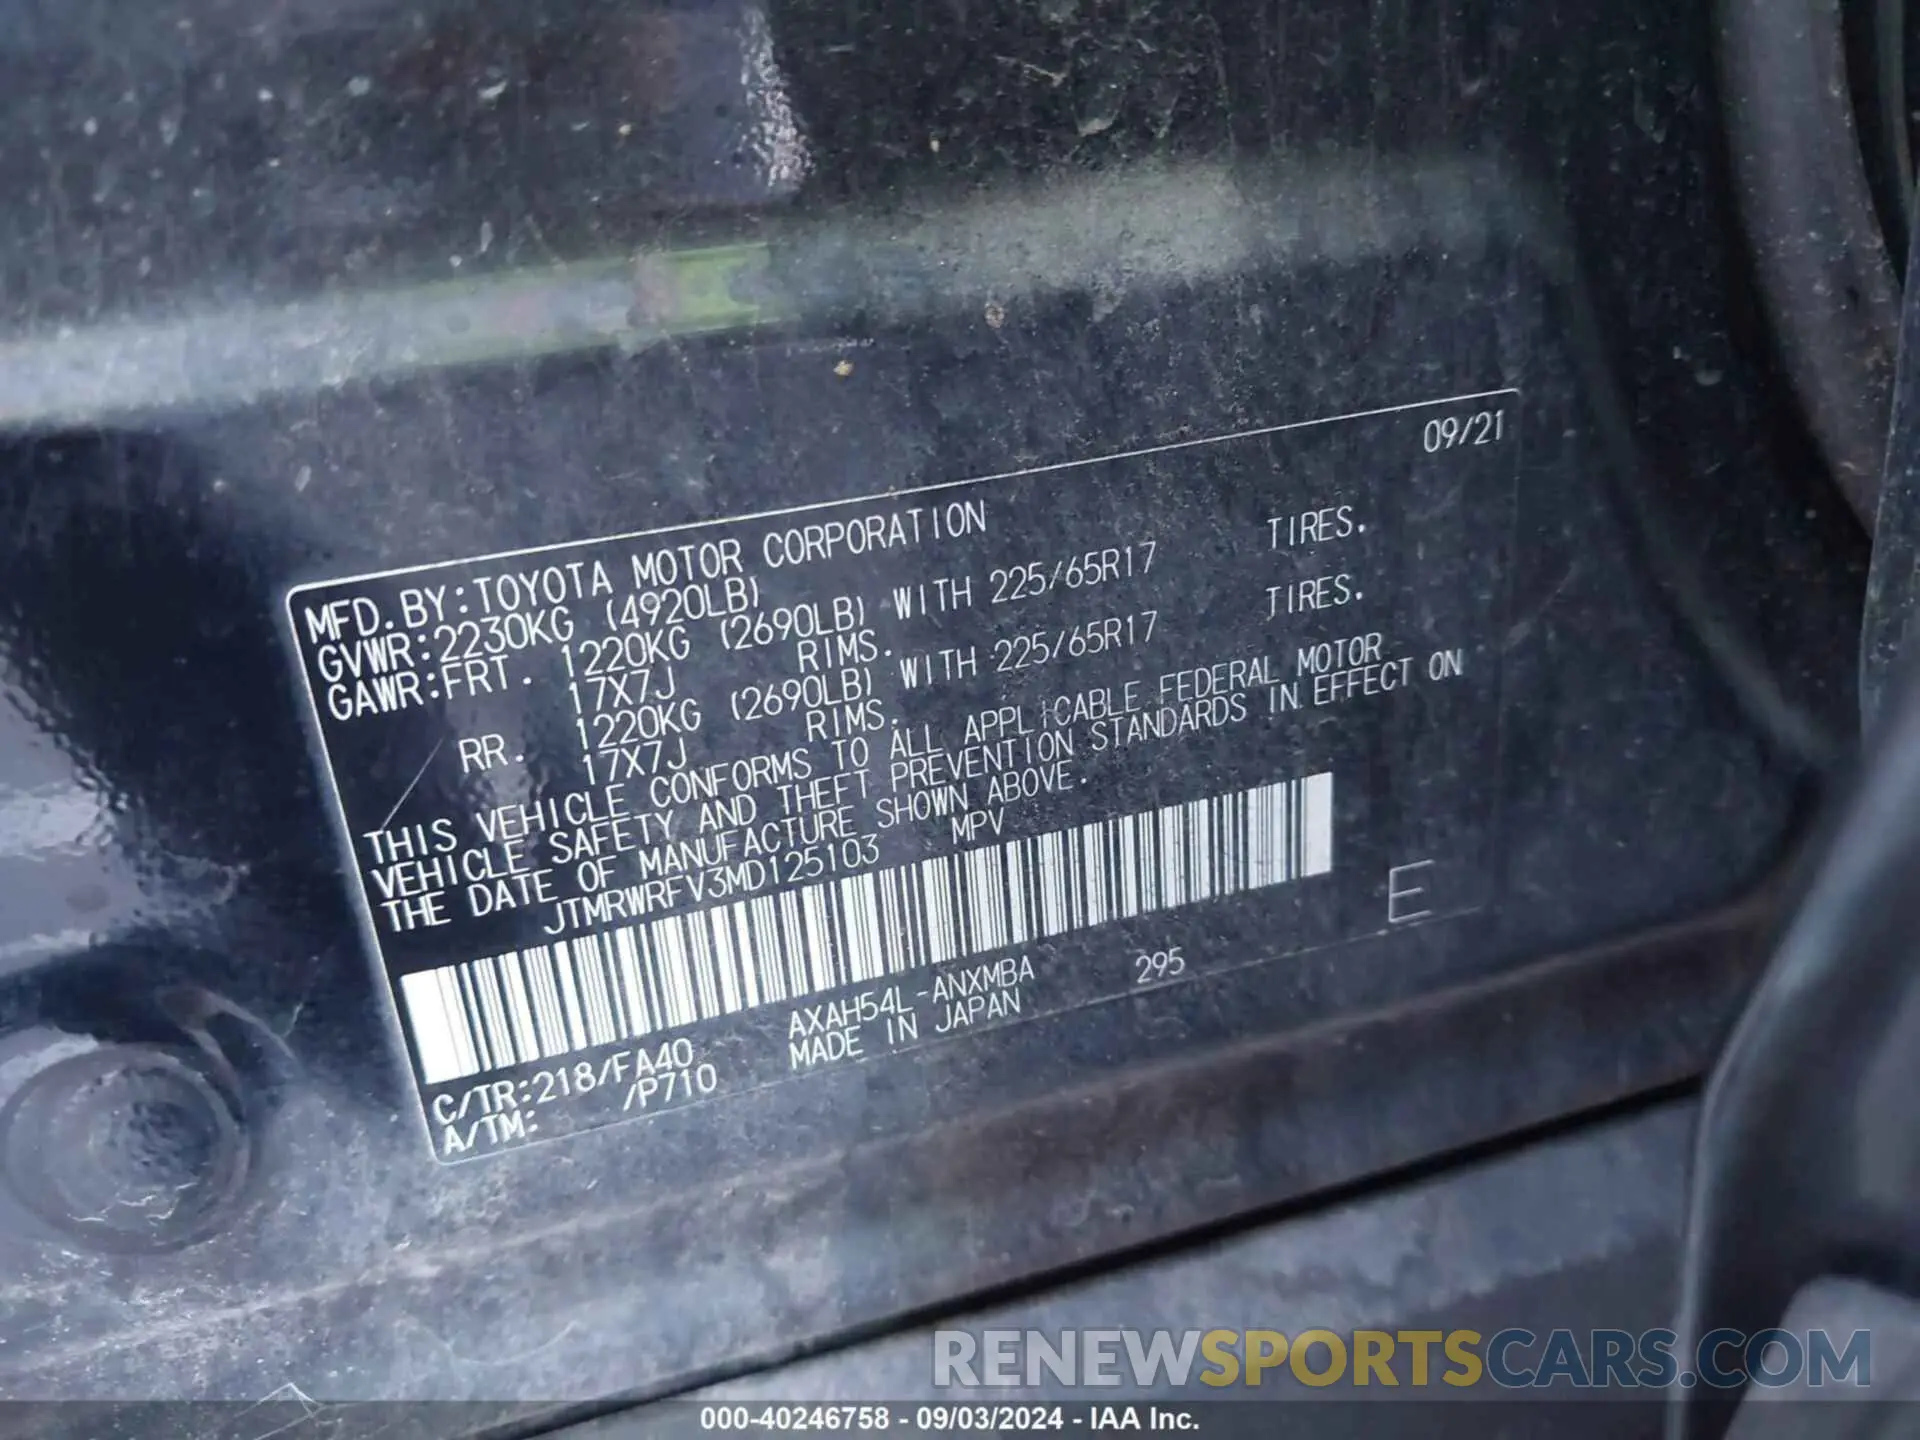 09/21
MFD.BY:TOYOTA MOTOR CORPORATION
GVWR:2230KG (4920LB)
GAWR:FRT. 1220KG (2690LB) WITH 225/65R17 TIRES.
17X7J RIMS.
RR. 1220KG (2690LB) WITH 225/65R17 TIRES.
17X7J RIMS.
THIS VEHICLE CONFORMS TO ALL APPLICABLE FEDERAL MOTOR
VEHICLE SAFETY AND THEFT PREVENTION STANDARDS IN EFFECT ON
THE DATE OF MANUFACTURE SHOWN ABOVE.
JTMRWRFV3MD125103 MPV
E
AXAH54L-ANXMBA 295
C/TR:218/FA40 MADE IN JAPAN
A/TM: /P710
RENEWSPORTSCARS.COM
000-40246758 - 09/03/2024 - IAA Inc.